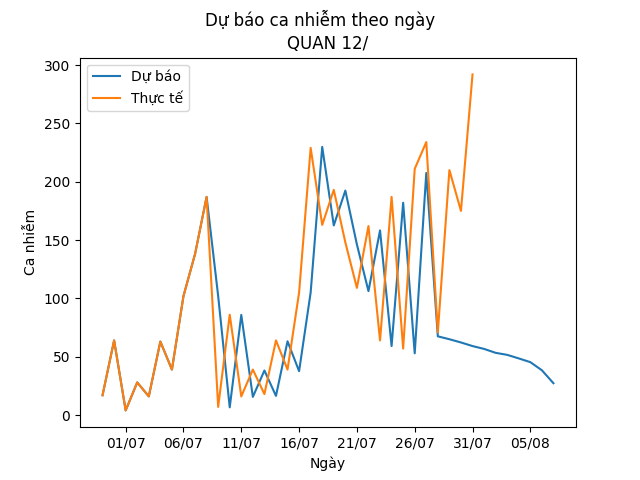 Dự báo ca nhiễm theo ngày
QUAN 12/
Dự báo
Thực tế
Ca nhiễm
300
250
200
150
100
50
0
01/07 06/07 11/07 16/07 21/07 26/07 31/07 05/08
Ngày